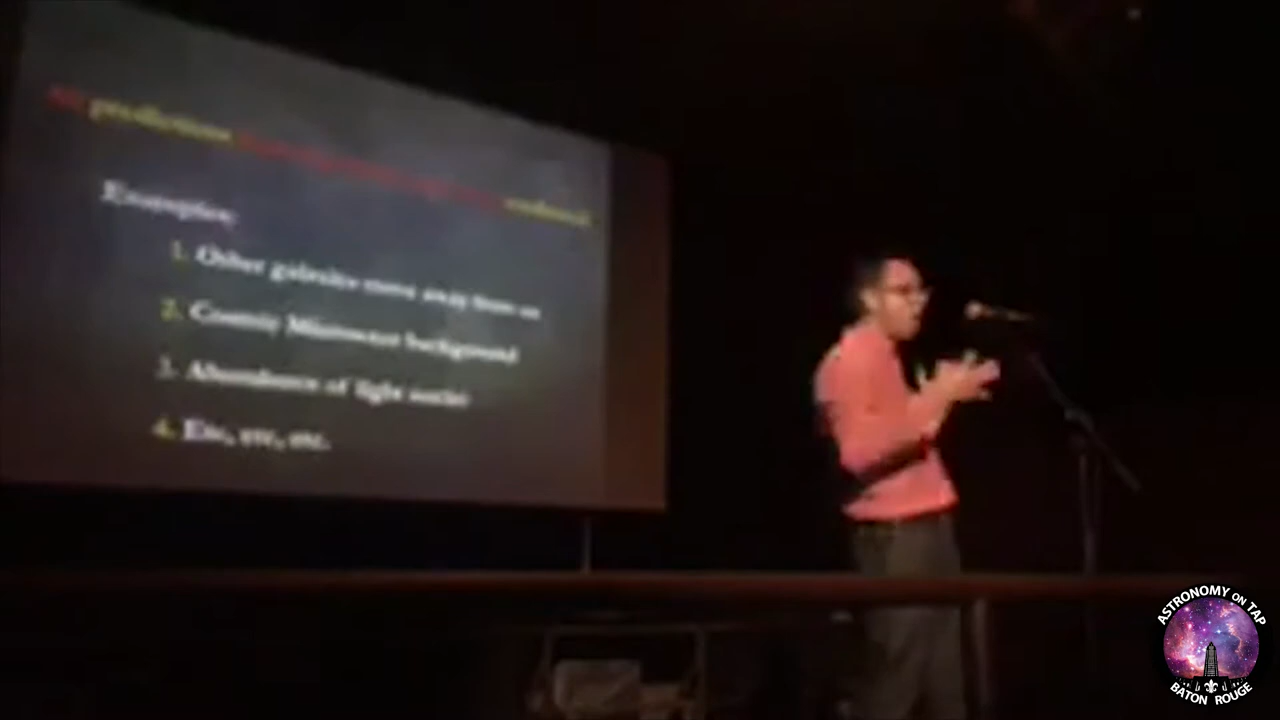 predictions
Examples:
1. Other galaxies move away from us
2. Cosmic Microwave background
3. Abundance of light nuclei
4. Etc, etc, etc.
ASTRONOMY ON TAP
BATON ROUGE